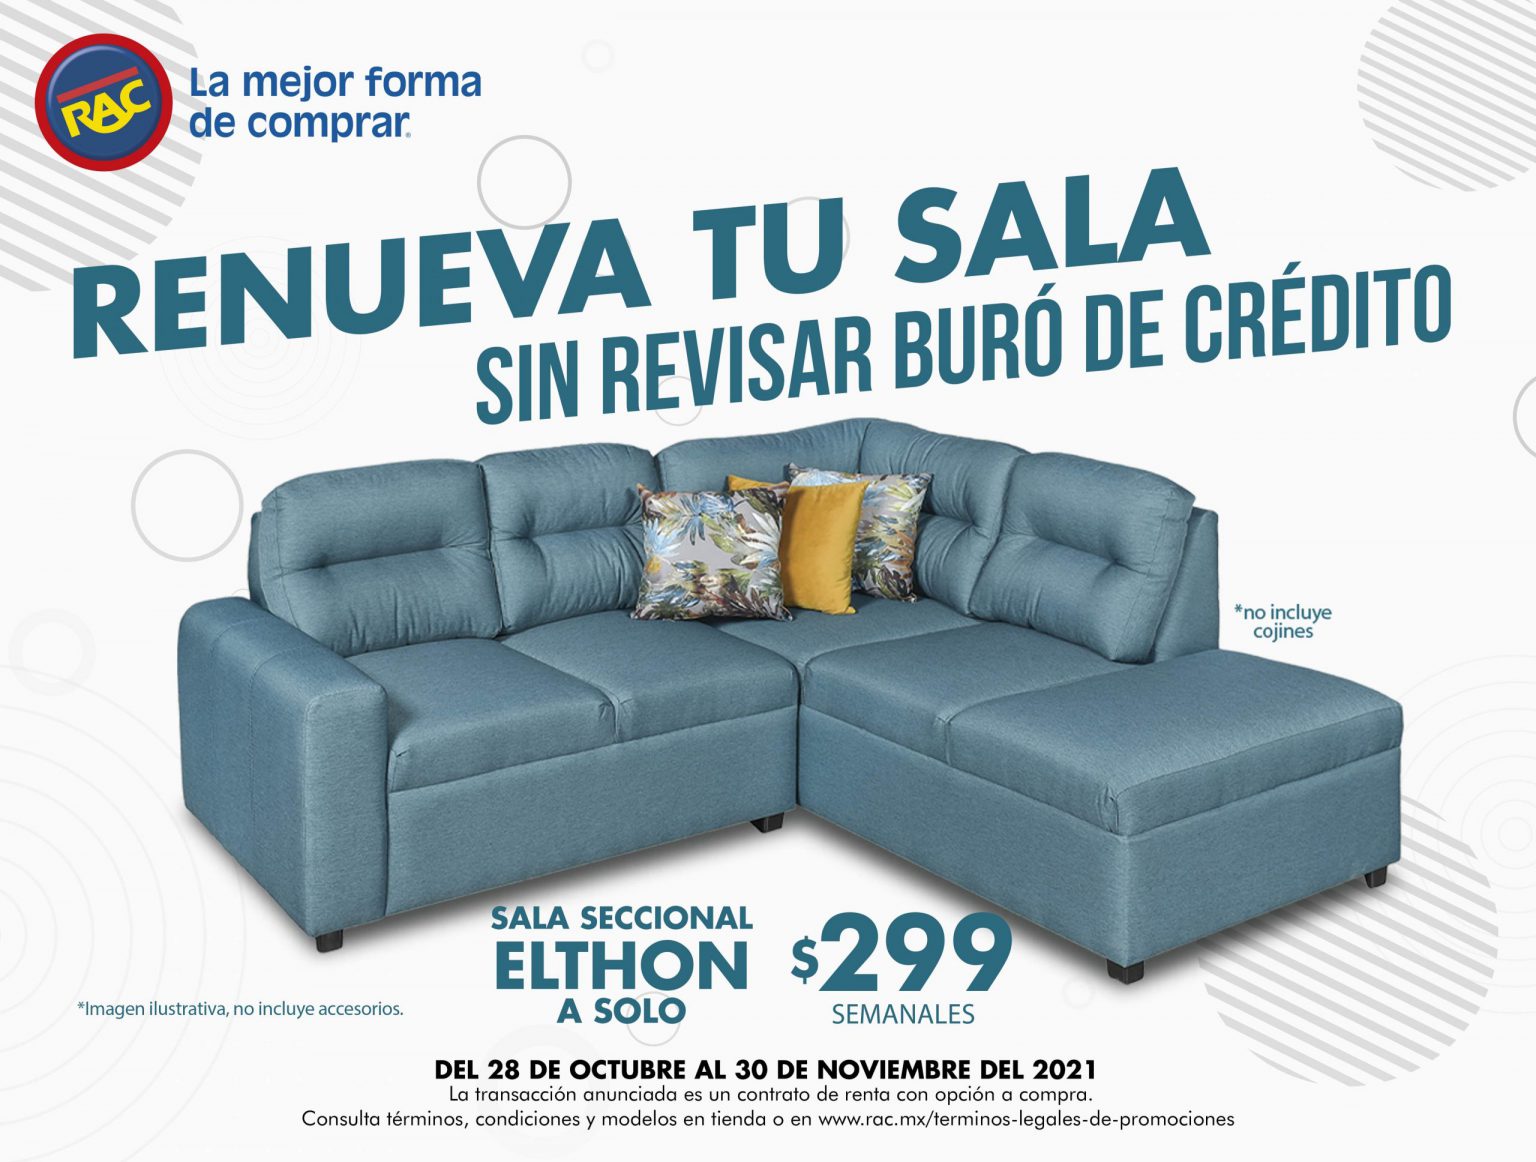 RAC
La mejor forma
de comprar
RENUEVA TU SALA
SIN REVISAR BURÓ DE CRÉDITO
*no incluye
cojines
SALA SECCIONAL
ELTHON
A SOLO
$299
SEMANALES
*Imagen ilustrativa, no incluye accesorios.
DEL 28 DE OCTUBRE AL 30 DE NOVIEMBRE DEL 2021
La transacción anunciada es un contrato de renta con opción a compra.
Consulta términos, condiciones y modelos en tienda o en www.rac.mx/terminos-legales-de-promociones